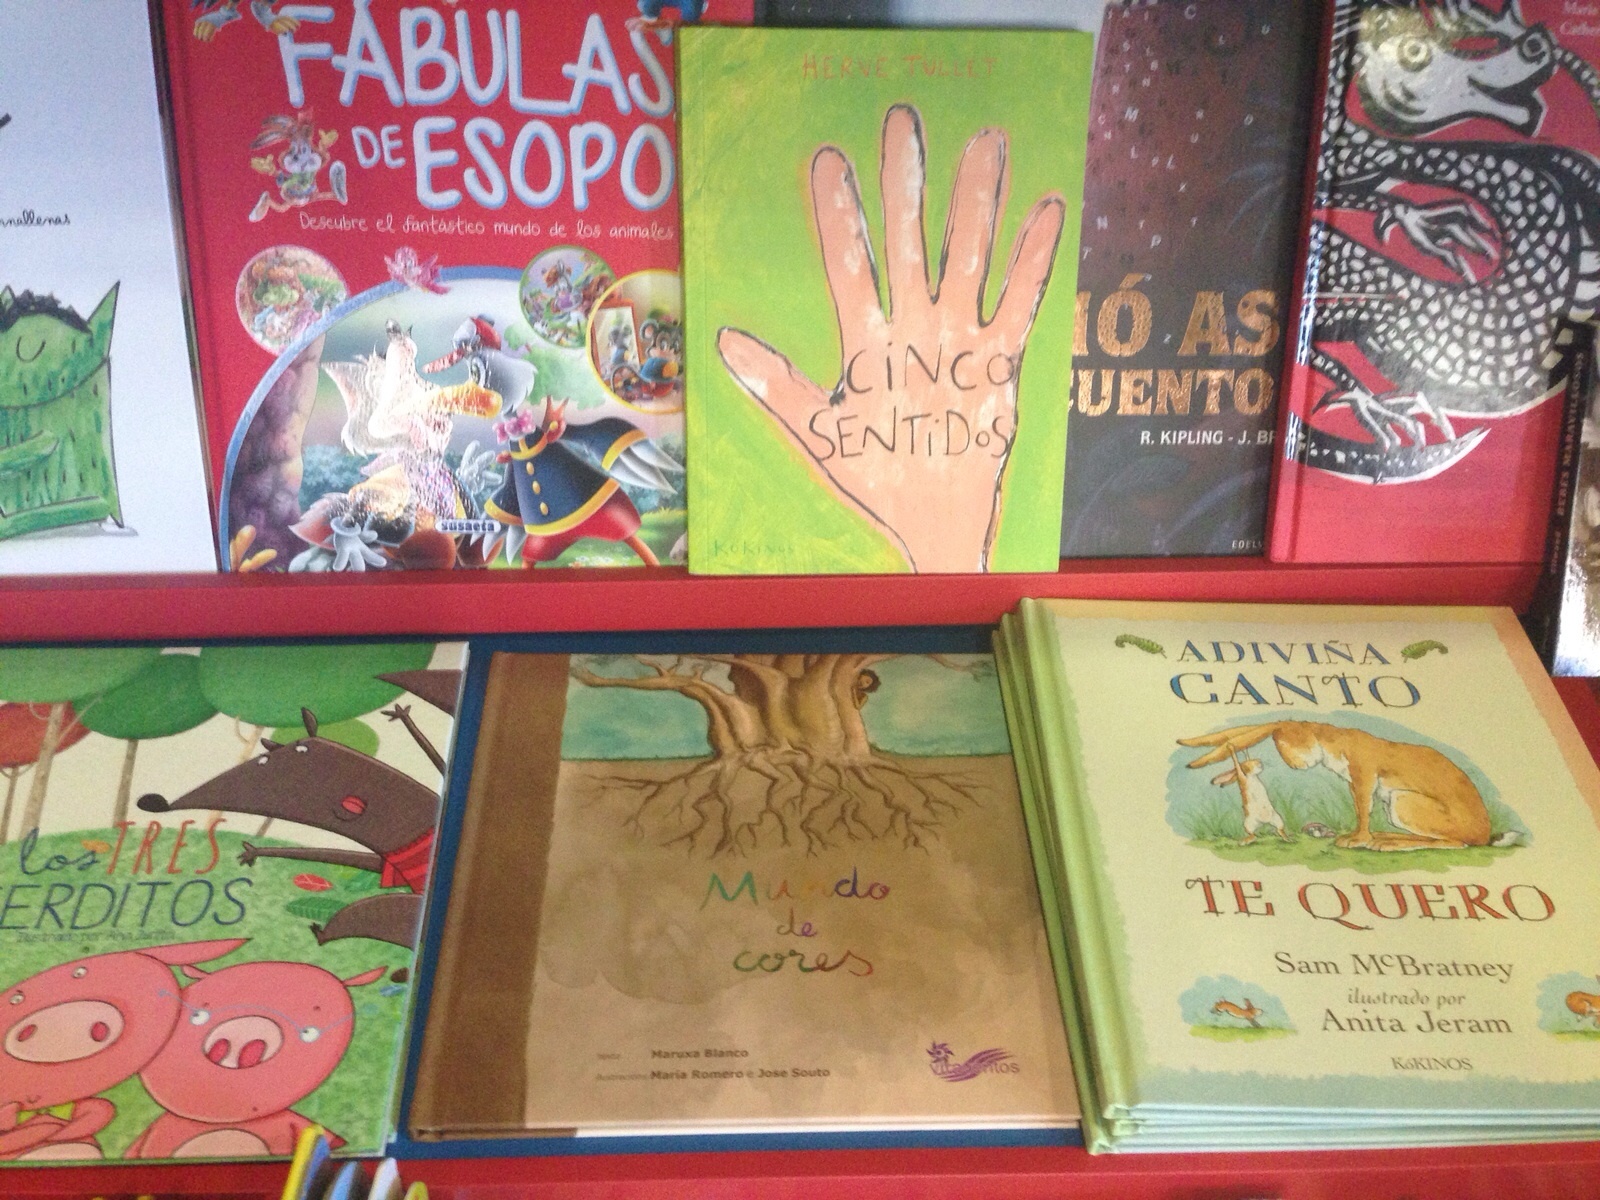 FÁBULAS
DE ESOPO
Descubre el fantástico mundo de los animales
susaeta
HERVE TULLET
CINCO
SENTIDOS
KÓKINOS
IÓ AS
CUENTO
R. KIPLING - J. B
EDEL
los TRES
ERDITOS
Mundo
de
cores
Maruxa Blanco
María Romero e Jose Souto
ADIVIÑA
CANTO
TE QUERO
Sam McBratney
ilustrado por
Anita Jeram
KÓKINOS